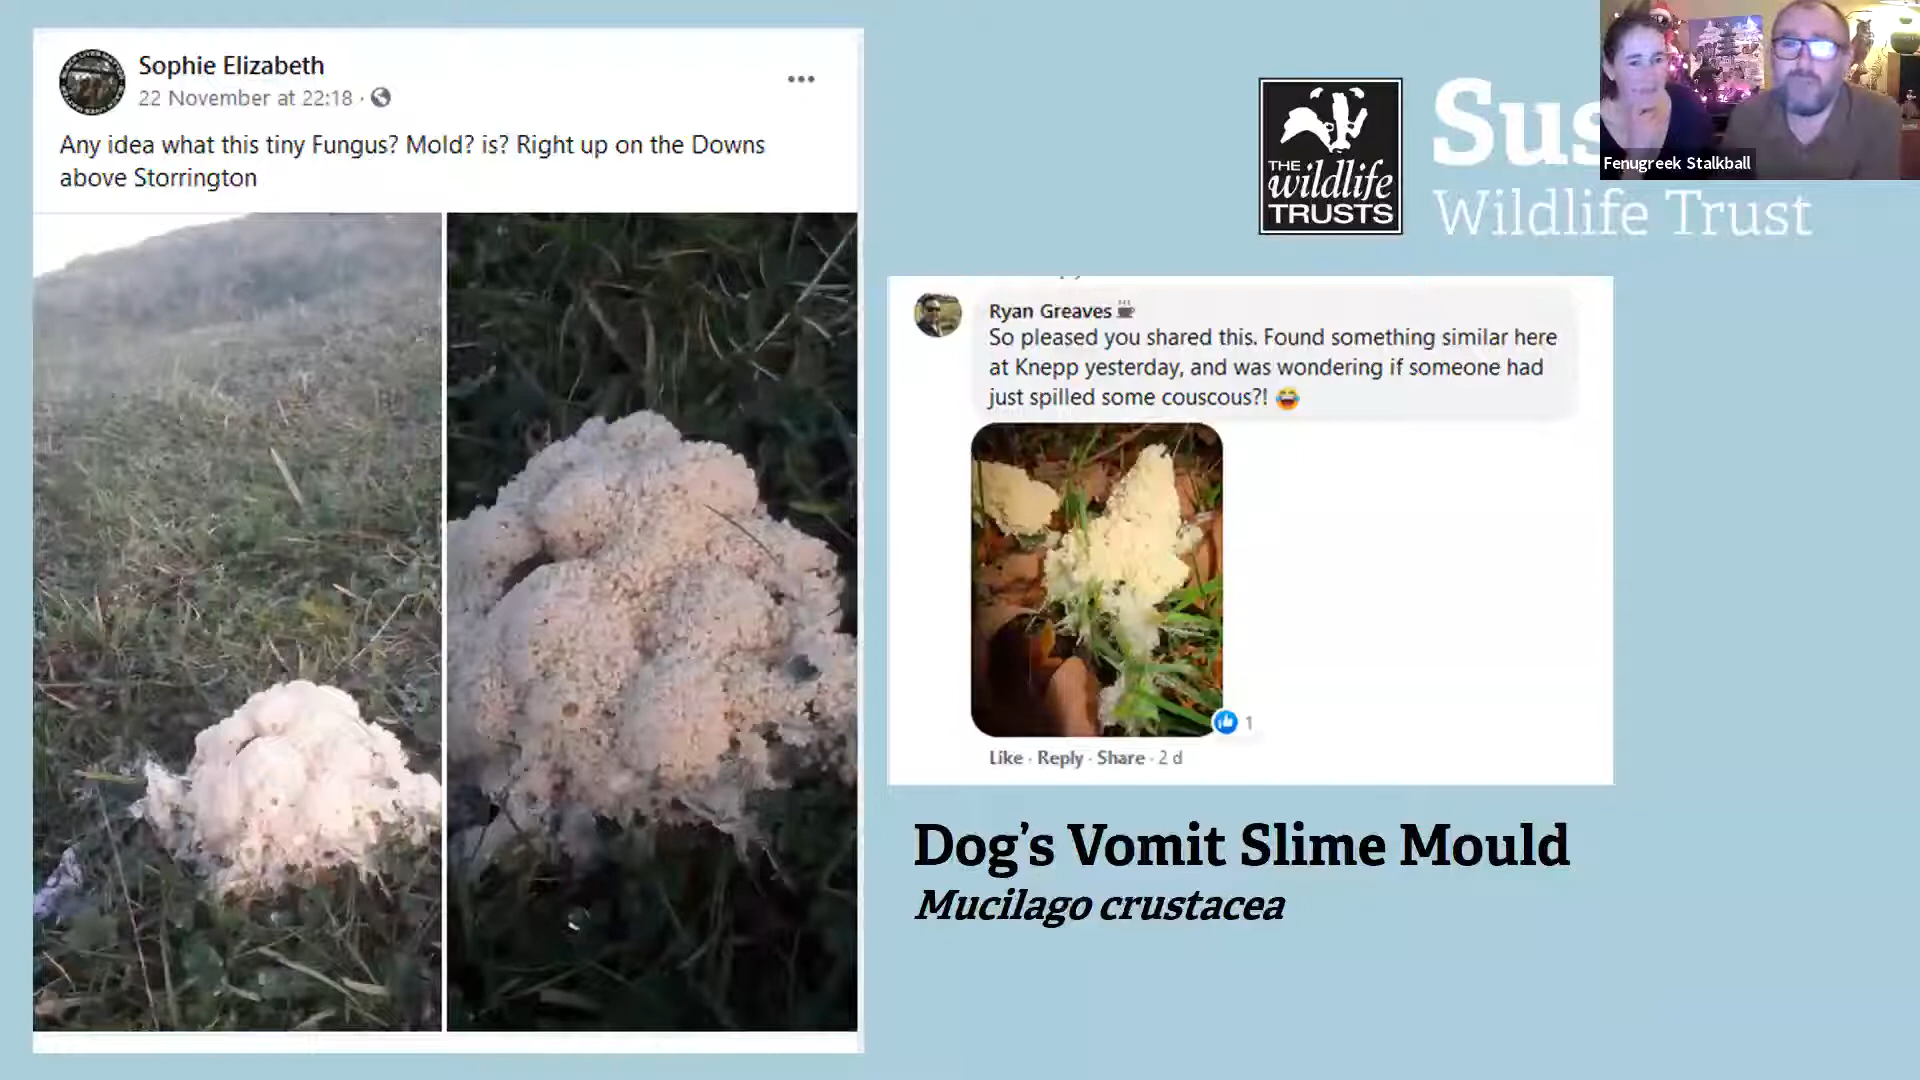 Sophie Elizabeth
22 November at 22:18 ·
Any idea what this tiny Fungus? Mold? is? Right up on the Downs
above Storrington
THE
wildlife
TRUSTS
Sus
Wildlife Trust
Fenugreek Stalkball
Ryan Greaves
So pleased you shared this. Found something similar here
at Knepp yesterday, and was wondering if someone had
just spilled some couscous?!
1
Like · Reply · Share · 2 d
Dog's Vomit Slime Mould
Mucilago crustacea